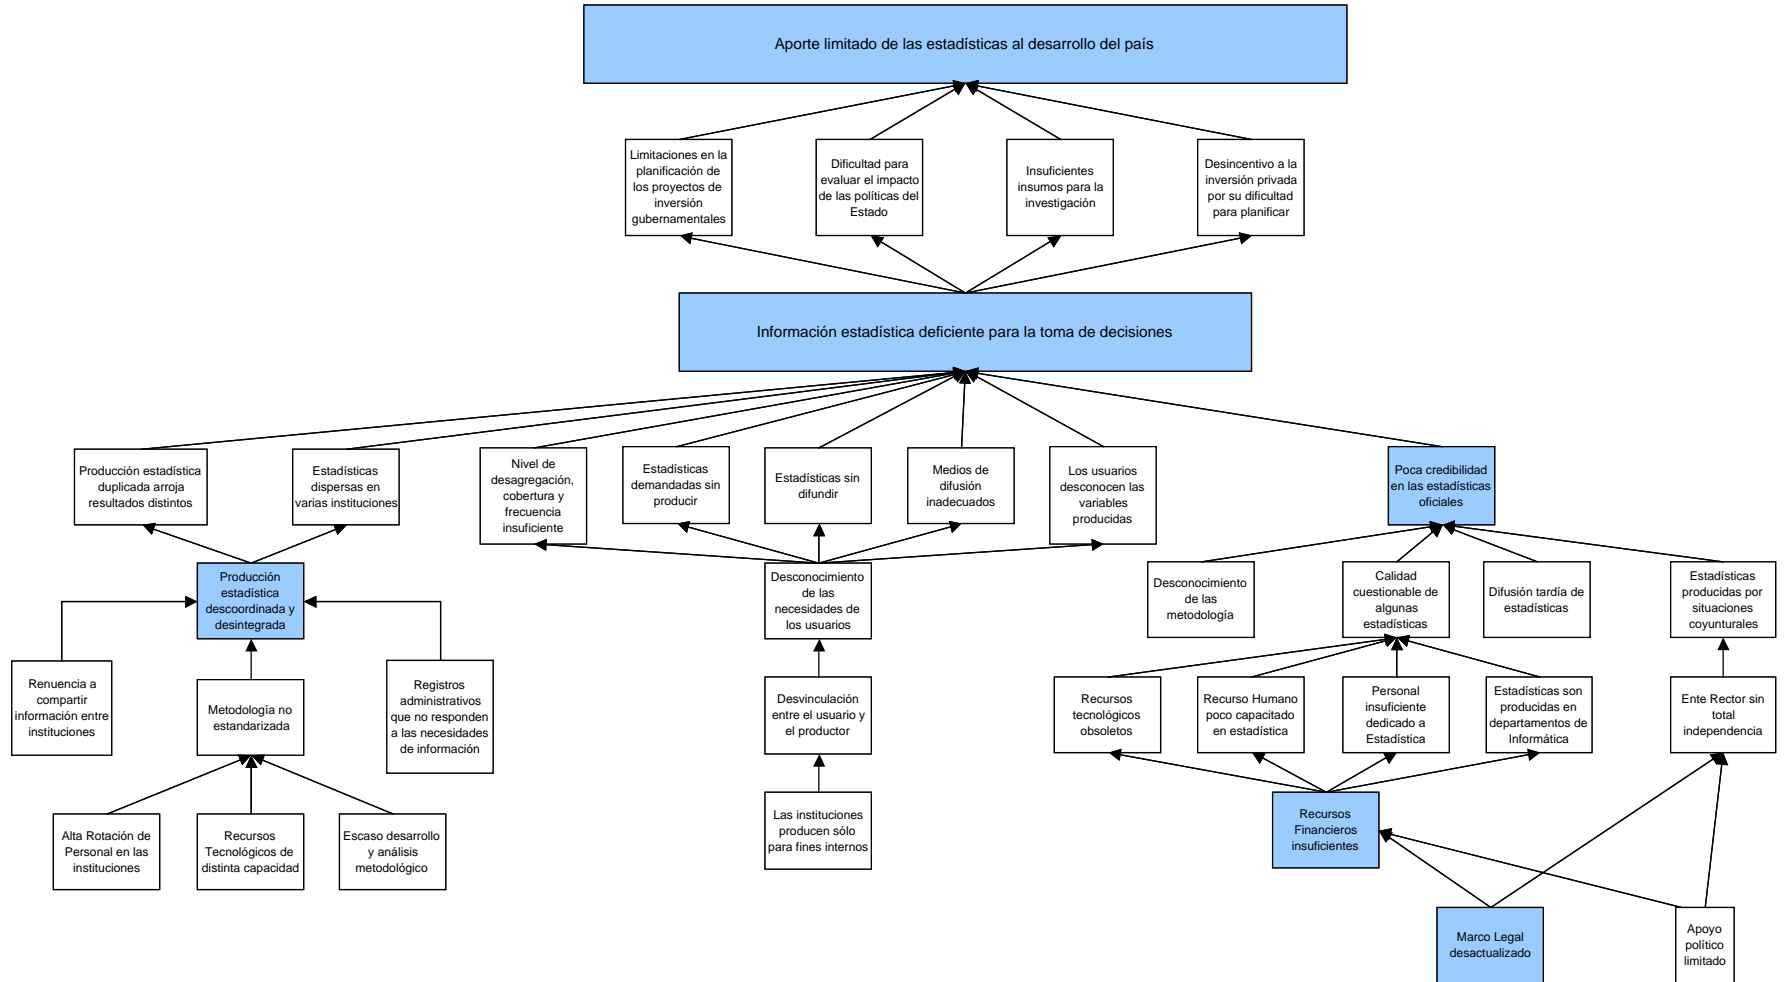 Aporte limitado de las estadísticas al desarrollo del país
Limitaciones en la
planificación de
los proyectos de
inversión
gubernamentales
Dificultad para
evaluar el impacto
de las políticas del
Estado
Insuficientes
insumos para la
investigación
Desincentivo a la
inversión privada
por su dificultad
para planificar
Información estadística deficiente para la toma de decisiones
Producción estadística
duplicada arroja
resultados distintos
Estadísticas
dispersas en
varias instituciones
Nivel de
desagregación,
cobertura y
frecuencia
insuficiente
Estadísticas
demandadas sin
producir
Estadísticas sin
difundir
Medios de
difusión
inadecuados
Los usuarios
desconocen las
variables
producidas
Poca credibilidad
en las estadísticas
oficiales
Producción
estadística
descoordinada y
desintegrada
Desconocimiento
de las
necesidades de
los usuarios
Desconocimiento
de las
metodología
Calidad
cuestionable de
algunas
estadísticas
Difusión tardía de
estadísticas
Estadísticas
producidas por
situaciones
coyunturales
Renuencia a
compartir
información entre
instituciones
Metodología no
estandarizada
Registros
administrativos
que no responden
a las necesidades
de información
Desvinculación
entre el usuario y
el productor
Recursos
tecnológicos
obsoletos
Recurso Humano
poco capacitado
en estadística
Personal
insuficiente
dedicado a
Estadística
Estadísticas son
producidas en
departamentos de
Informática
Ente Rector sin
total
independencia
Alta Rotación de
Personal en las
instituciones
Recursos
Tecnológicos de
distinta capacidad
Escaso desarrollo
y análisis
metodológico
Las instituciones
producen sólo
para fines internos
Recursos
Financieros
insuficientes
Marco Legal
desactualizado
Apoyo
político
limitado